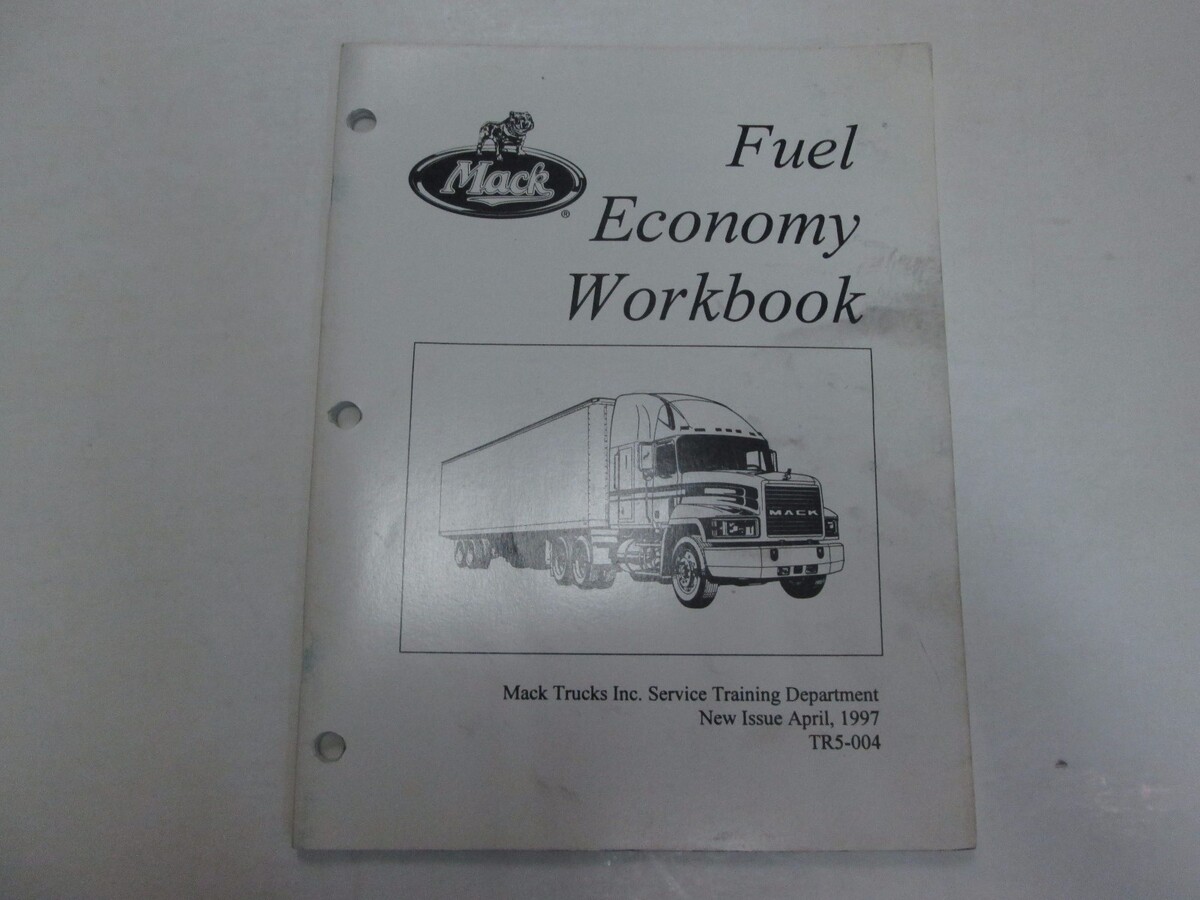 Mack
®
Fuel
Economy
Workbook
MACK
Mack Trucks Inc. Service Training Department
New Issue April, 1997
TR5-004